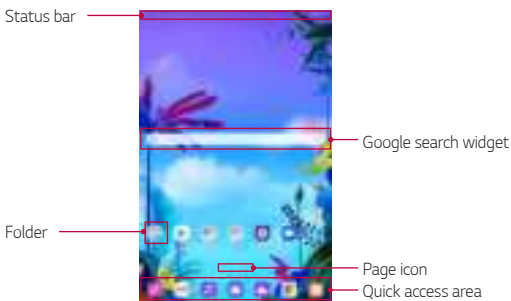 Status bar
Google search widget
Folder
Page icon
Quick access area